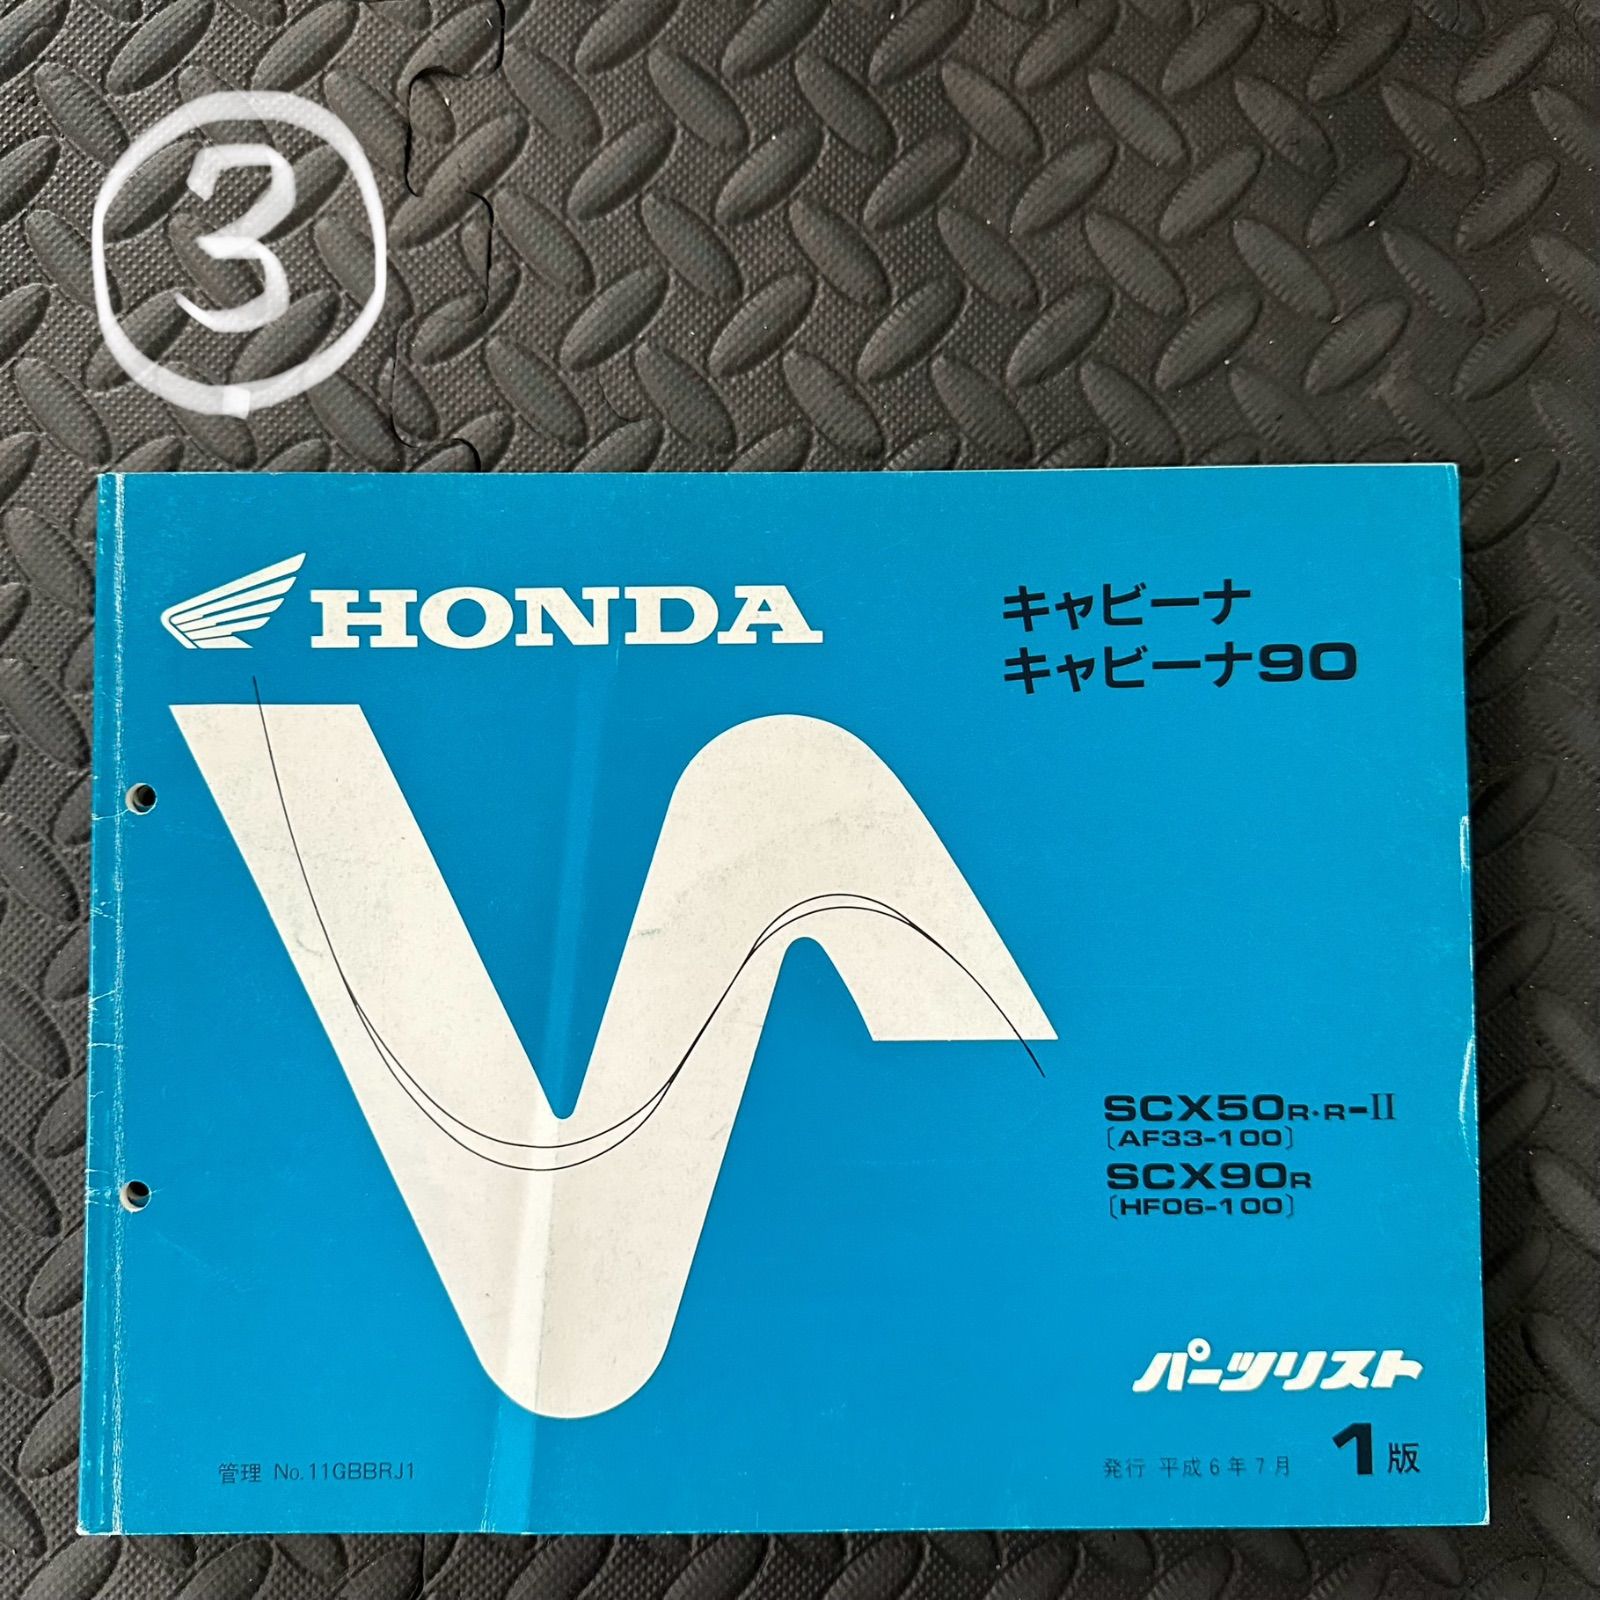 ③
HONDA
キャビーナ
キャビーナ90
SCX50R・R-II
〔AF33-100〕
SCX90R
〔HF06-100〕
パーツリスト
管理 No.11GBBRJ1
発行 平成6年7月 1版